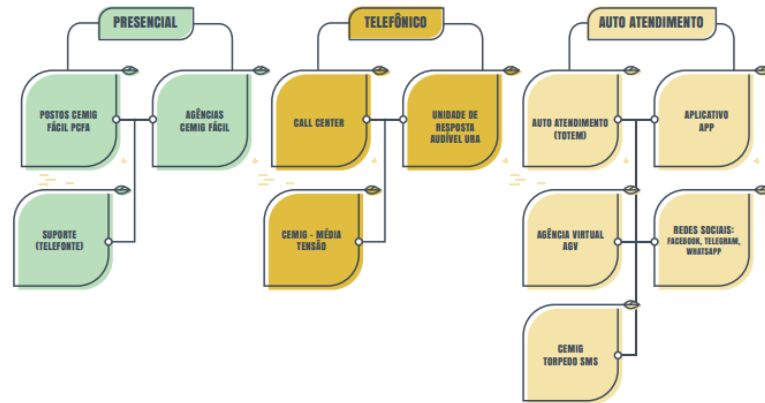 PRESENCIAL
POSTOS CEMIG
FÁCIL PCFA
AGÊNCIAS
CEMIG FÁCIL
SUPORTE
(TELEFONTE)
TELEFÔNICO
CALL CENTER
UNIDADE DE
RESPOSTA
AUDÍVEL URA
CEMIG - MÉDIA
TENSÃO
AUTO ATENDIMENTO
AUTO ATENDIMENTO
(TOTEM)
APLICATIVO
APP
AGÊNCIA VIRTUAL
AGV
REDES SOCIAIS:
FACEBOOK, TELEGRAM,
WHATSAPP
CEMIG
TORPEDO SMS